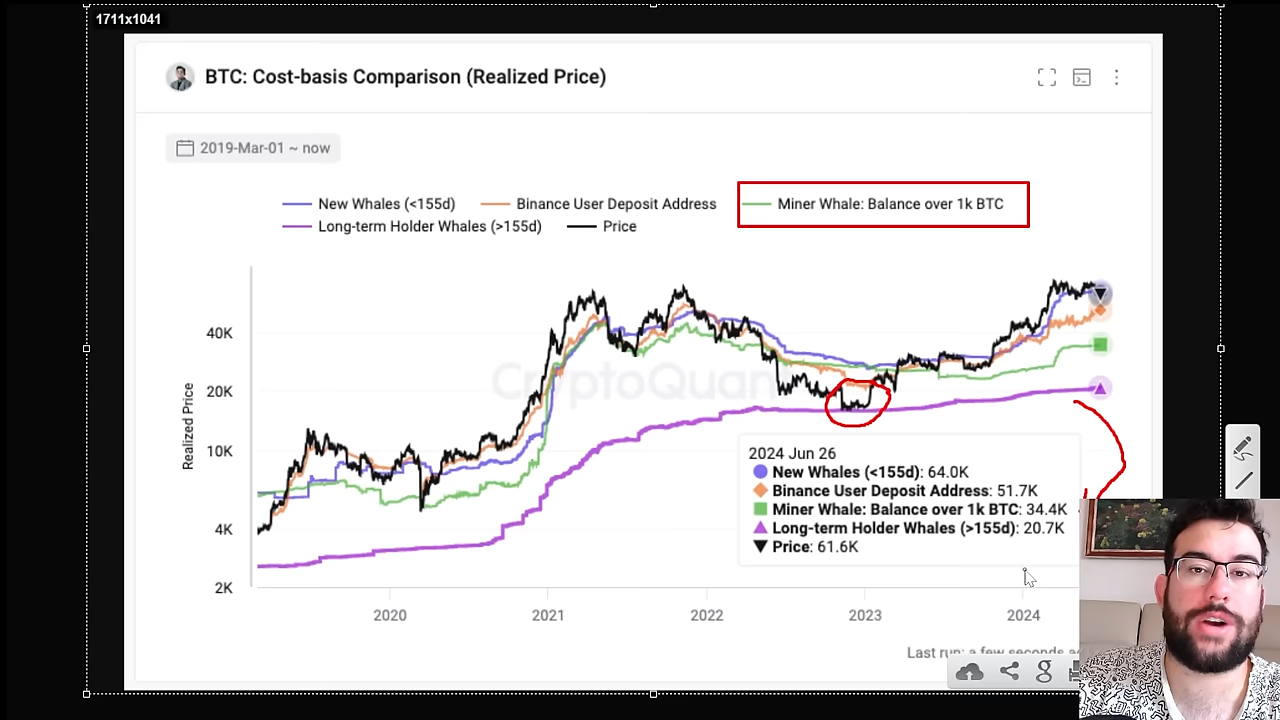 1711x1041
BTC: Cost-basis Comparison (Realized Price)
2019-Mar-01 ~ now
New Whales (<155d) Binance User Deposit Address Miner Whale: Balance over 1k BTC
Long-term Holder Whales (>155d) Price
40K
20K
10K
4K
2K
Realized Price
CryptoQuan
2024 Jun 26
New Whales (<155d): 64.0K
Binance User Deposit Address: 51.7K
Miner Whale: Balance over 1k BTC: 34.4K
Long-term Holder Whales (>155d): 20.7K
Price: 61.6K
2020 2021 2022 2023 2024
Last run: a few seconds